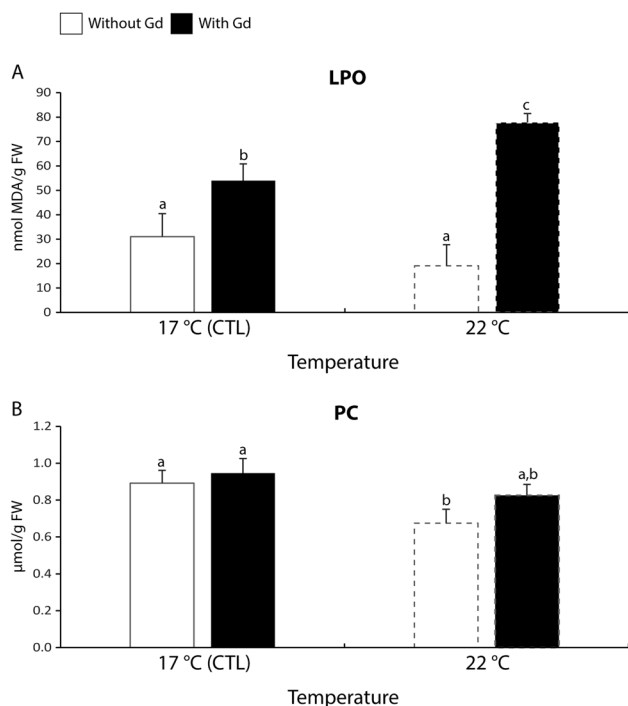 Without Gd With Gd
A
LPO
90
80
70
60
50
40
30
20
10
0
nmol MDA/g FW
a
b
a
c
17 °C (CTL) 22 °C
Temperature
B
PC
1.2
1.0
0.8
0.6
0.4
0.2
0.0
µmol/g FW
a
a
b
a,b
17 °C (CTL) 22 °C
Temperature